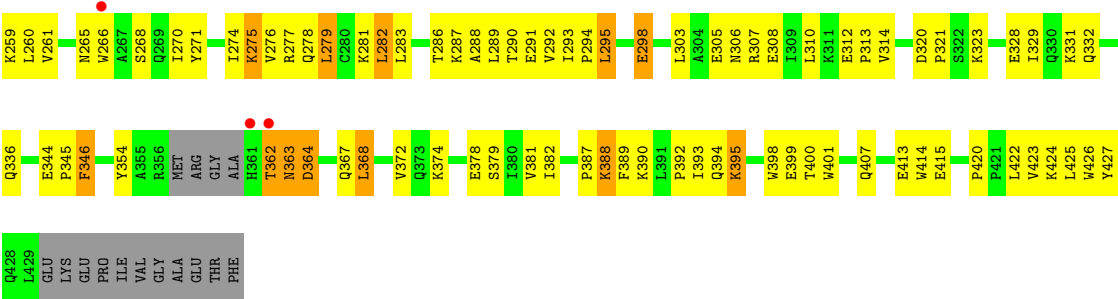 K259 L260 V261 N265 W266 A267 S268 Q269 I270 Y271 I274 K275 V276 R277 Q278 L279 C280 K281 L282 L283 T286 K287 A288 L289 T290 E291 V292 I293 P294 L295 E298 L303 A304 E305 N306 R307 E308 I309 L310 K311 E312 P313 V314 D320 P321 S322 K323 E328 I329 Q330 K331 Q332
Q336 E344 P345 F346 Y354 A355 R356 MET ARG GLY ALA H361 T362 N363 D364 Q367 L368 V372 Q373 K374 E378 S379 I380 V381 I382 P387 K388 F389 K390 L391 P392 I393 Q394 K395 W398 E399 T400 W401 Q407 E413 W414 E415 P420 P421 L422 V423 K424 L425 W426 Y427
Q428 L429 GLU LYS GLU PRO ILE VAL GLY ALA GLU THR PHE